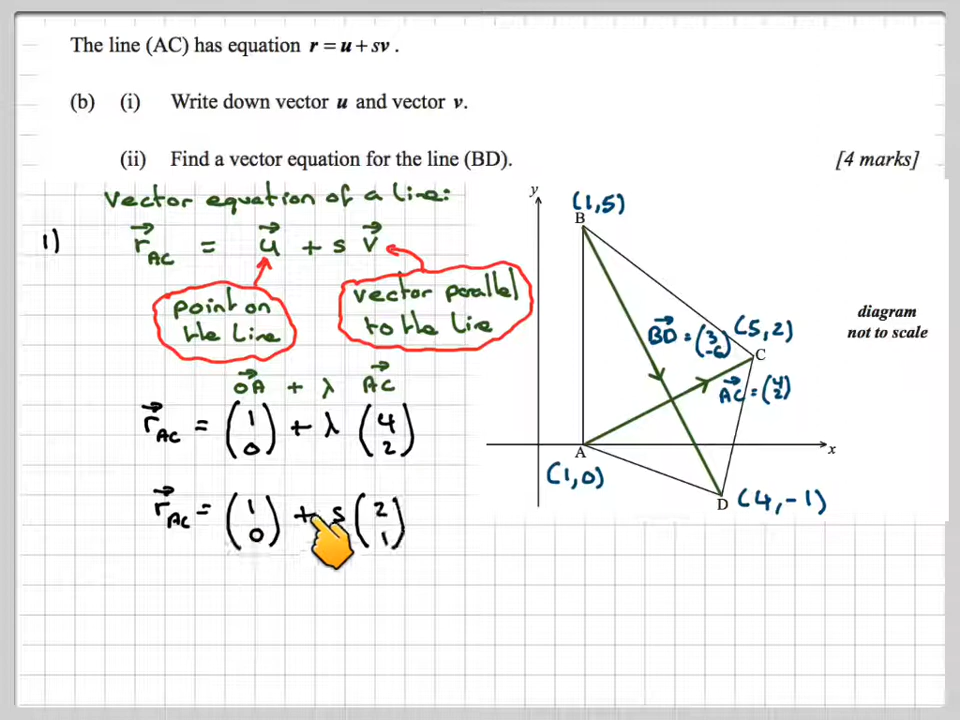 The line (AC) has equation r = u + sv .
(b) (i) Write down vector u and vector v.
(ii) Find a vector equation for the line (BD).
[4 marks]
vector equation of a line:
1) r AC = u + s v
point on
the line
vector parallel
to the line
OA + λ AC
r AC = (1 0) + λ (4 2)
r AC = (1 0) + s (2 1)
y
(1,5)
B
BD = (3 -6)
(5,2)
C
AC = (4 2)
A
x
(1,0)
D (4,-1)
diagram
not to scale